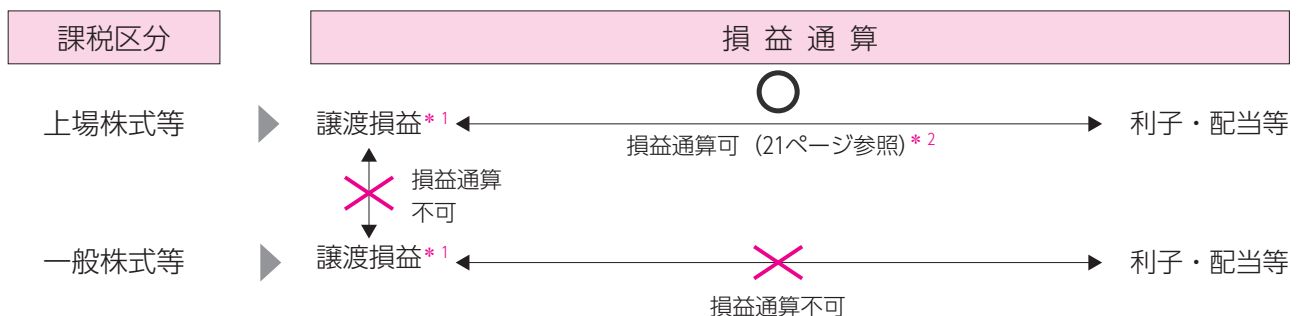 課税区分
損益通算
上場株式等
譲渡損益*1
損益通算可 (21ページ参照)*2
利子・配当等
損益通算
不可
一般株式等
譲渡損益*1
利子・配当等
損益通算不可